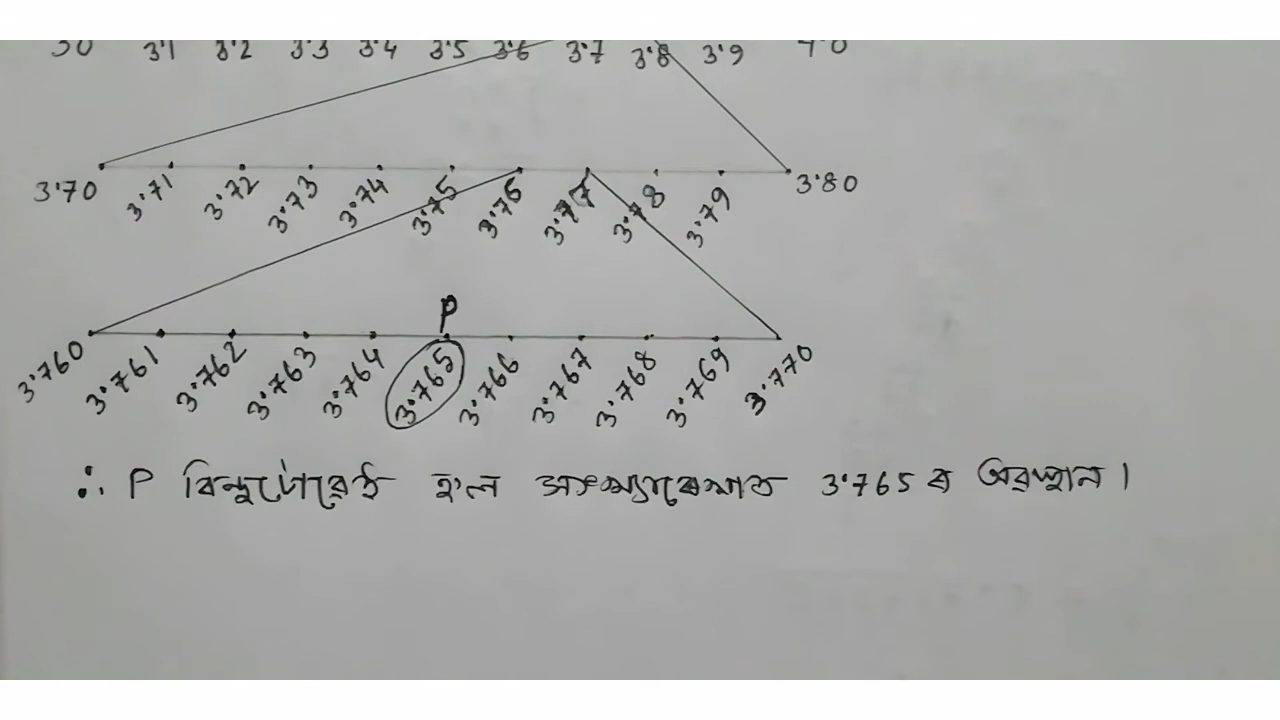 30 3.1 3.2 3.3 3.4 3.5 3.6 3.7 3.8 3.9 4.0
3.70 3.71 3.72 3.73 3.74 3.75 3.76 3.77 3.78 3.79 3.80
P
3.760 3.761 3.762 3.763 3.764 3.765 3.766 3.767 3.768 3.769 3.770
∴ P বিন্দুটোৱেই হ'ল সংখ্যাৰেখাত 3.765 ৰ অৱস্থান।